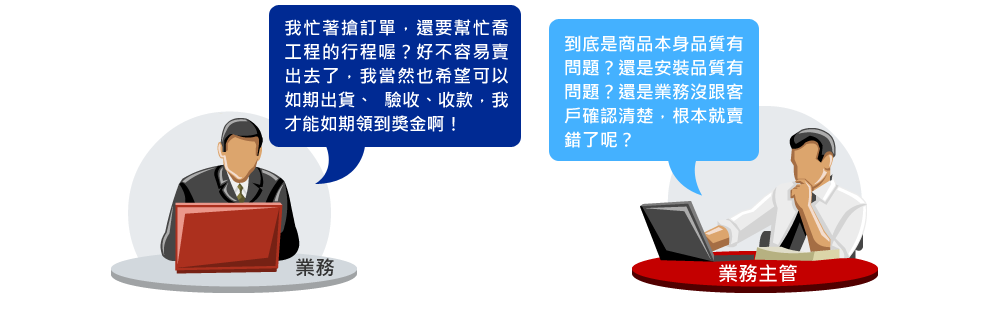 我忙著搶訂單，還要幫忙喬
工程的行程喔？好不容易賣
出去了，我當然也希望可以
如期出貨、 驗收、收款，我
才能如期領到獎金啊！
到底是商品本身品質有
問題？還是安裝品質有
問題？還是業務沒跟客
戶確認清楚，根本就賣
錯了呢？
業務
業務主管